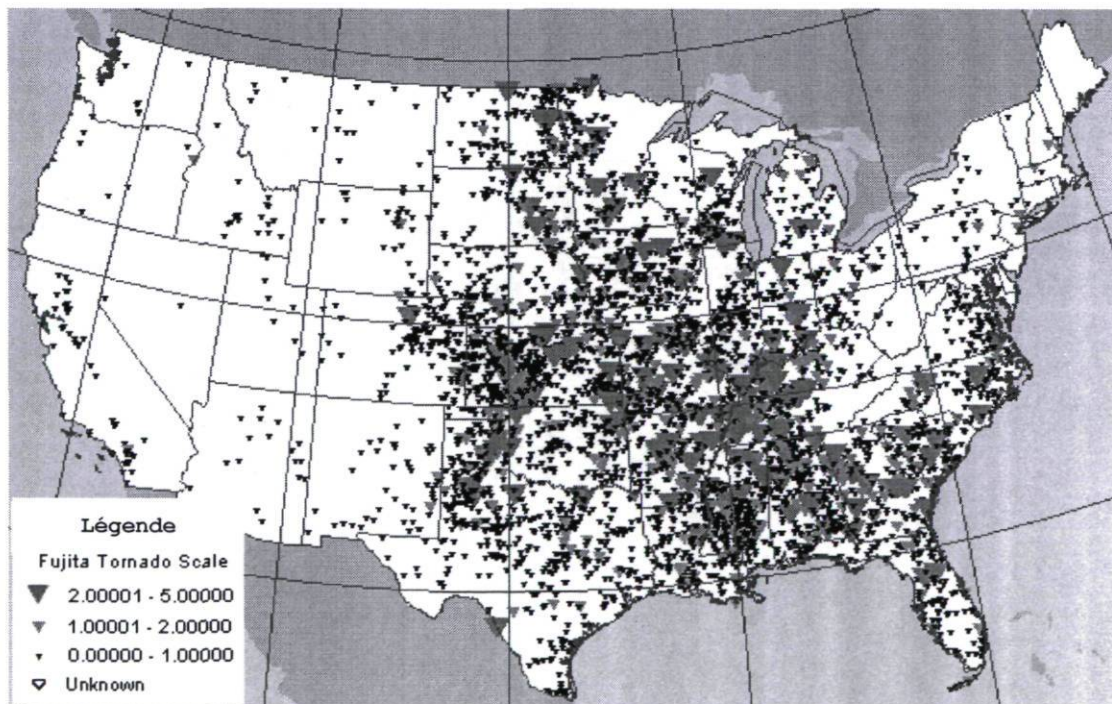 Légende
Fujita Tornado Scale
2.00001 - 5.00000
1.00001 - 2.00000
0.00000 - 1.00000
Unknown